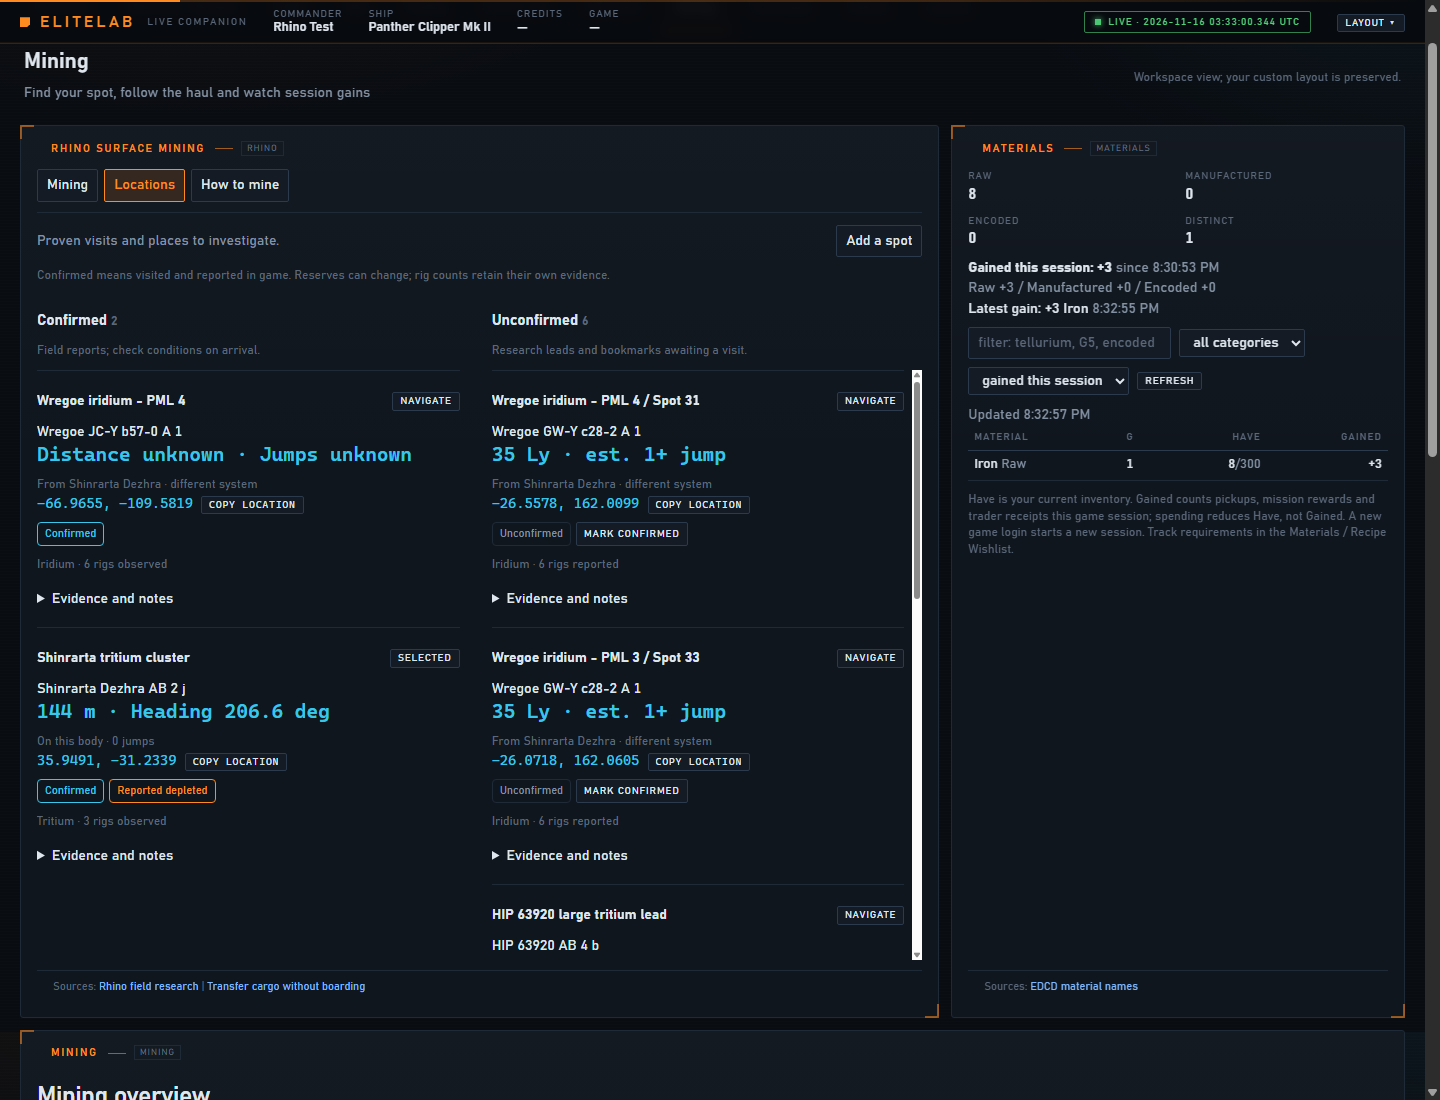 ELITELAB LIVE COMPANION
COMMANDER
Rhino Test
SHIP
Panther Clipper Mk II
CREDITS
—
GAME
—
LIVE · 2026-11-16 03:33:00.344 UTC
LAYOUT ▾
Mining
Find your spot, follow the haul and watch session gains
Workspace view; your custom layout is preserved.
RHINO SURFACE MINING — RHINO
Mining Locations How to mine
Proven visits and places to investigate.
Add a spot
Confirmed means visited and reported in game. Reserves can change; rig counts retain their own evidence.
Confirmed 2
Field reports; check conditions on arrival.
Wregoe iridium - PML 4 NAVIGATE
Wregoe JC-Y b57-0 A 1
Distance unknown · Jumps unknown
From Shinrarta Dezhra · different system
-66.9655, -109.5819 COPY LOCATION
Confirmed
Iridium · 6 rigs observed
▶ Evidence and notes
Shinrarta tritium cluster SELECTED
Shinrarta Dezhra AB 2 j
144 m · Heading 206.6 deg
On this body · 0 jumps
35.9491, -31.2339 COPY LOCATION
Confirmed Reported depleted
Tritium · 3 rigs observed
▶ Evidence and notes
Unconfirmed 6
Research leads and bookmarks awaiting a visit.
Wregoe iridium - PML 4 / Spot 31 NAVIGATE
Wregoe GW-Y c28-2 A 1
35 Ly · est. 1+ jump
From Shinrarta Dezhra · different system
-26.5578, 162.0099 COPY LOCATION
Unconfirmed MARK CONFIRMED
Iridium · 6 rigs reported
▶ Evidence and notes
Wregoe iridium - PML 3 / Spot 33 NAVIGATE
Wregoe GW-Y c28-2 A 1
35 Ly · est. 1+ jump
From Shinrarta Dezhra · different system
-26.0718, 162.0605 COPY LOCATION
Unconfirmed MARK CONFIRMED
Iridium · 6 rigs reported
▶ Evidence and notes
HIP 63920 large tritium lead NAVIGATE
HIP 63920 AB 4 b
Sources: Rhino field research | Transfer cargo without boarding
MATERIALS — MATERIALS
RAW
8
MANUFACTURED
0
ENCODED
0
DISTINCT
1
Gained this session: +3 since 8:30:53 PM
Raw +3 / Manufactured +0 / Encoded +0
Latest gain: +3 Iron 8:32:55 PM
filter: tellurium, G5, encoded
all categories
gained this session
REFRESH
Updated 8:32:57 PM
MATERIAL G HAVE GAINED
Iron Raw 1 8/300 +3
Have is your current inventory. Gained counts pickups, mission rewards and
trader receipts this game session; spending reduces Have, not Gained. A new
game login starts a new session. Track requirements in the Materials / Recipe
Wishlist.
Sources: EDCD material names
MINING — MINING
Mining overview